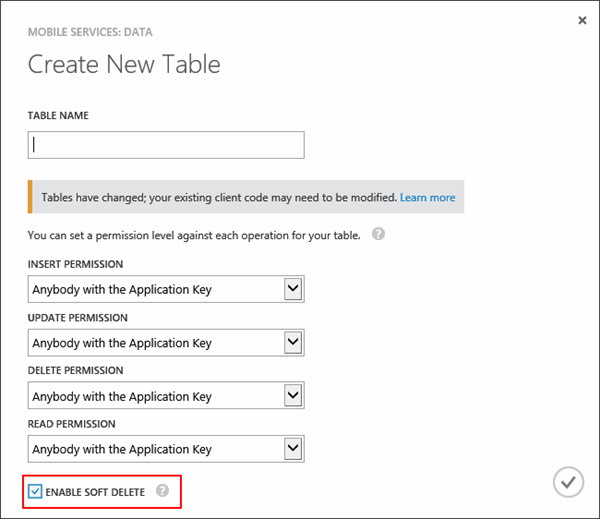 MOBILE SERVICES: DATA
Create New Table
TABLE NAME
Tables have changed; your existing client code may need to be modified. Learn more
You can set a permission level against each operation for your table. ?
INSERT PERMISSION
Anybody with the Application Key
UPDATE PERMISSION
Anybody with the Application Key
DELETE PERMISSION
Anybody with the Application Key
READ PERMISSION
Anybody with the Application Key
ENABLE SOFT DELETE ?